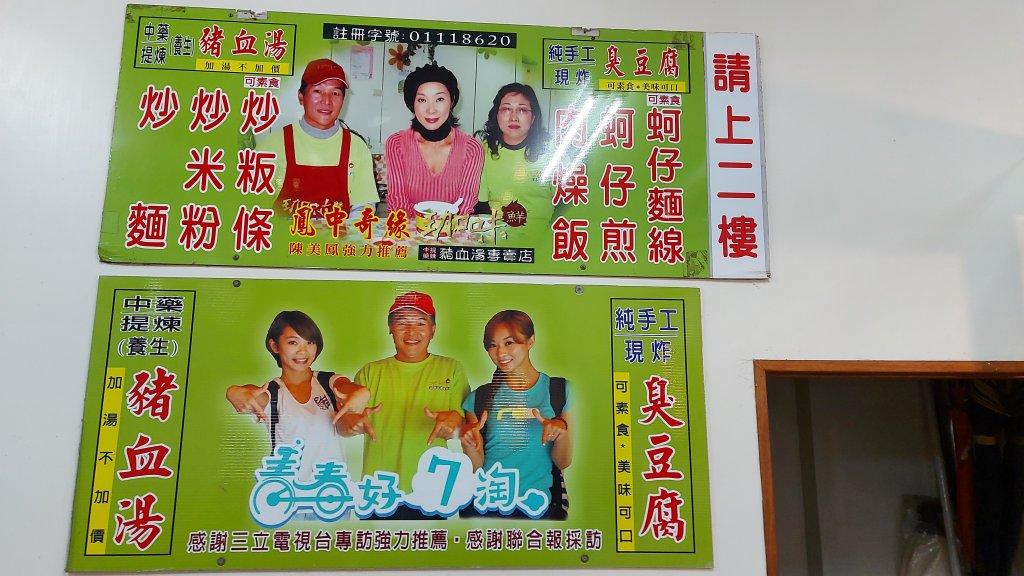 中藥
提煉
(養生)
豬血湯
加湯不加價
註冊字號:01118620
純手工
現炸
臭豆腐
可素食*美味可口
可素食
炒麵
炒米粉
炒粄條
可素食
肉燥飯
蚵仔煎
蚵仔麵線
請上二樓
鳳中奇緣
鮮
陳美鳳強力推薦
中藥
提煉
豬血湯專賣店
中藥
提煉
(養生)
豬血湯
加湯不加價
純手工
現炸
臭豆腐
可素食*美味可口
美春好7淘
感謝三立電視台專訪強力推薦‧感謝聯合報採訪